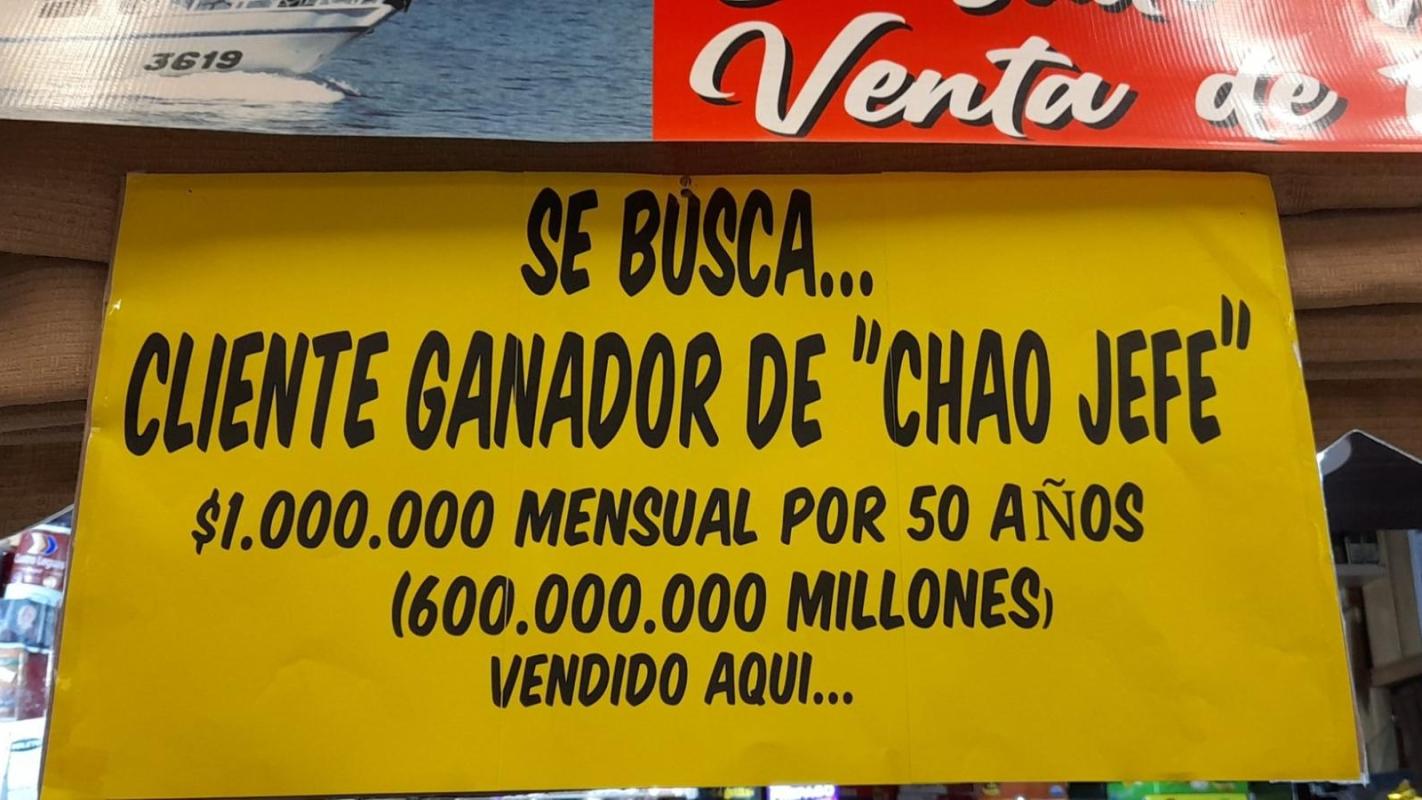 3619
Venta de
SE BUSCA...
CLIENTE GANADOR DE "CHAO JEFE"
$1.000.000 MENSUAL POR 50 AÑOS
(600.000.000 MILLONES)
VENDIDO AQUI...